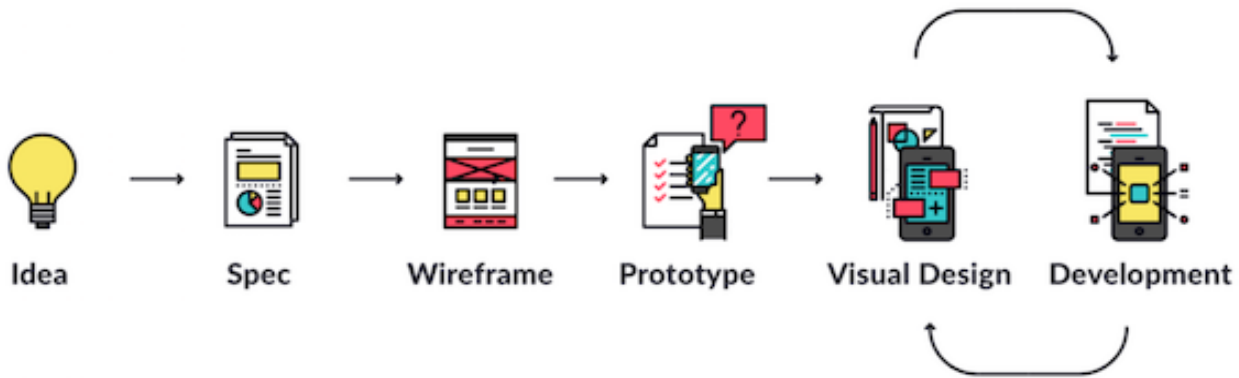 ?
Idea
Spec
Wireframe
Prototype
Visual Design
Development